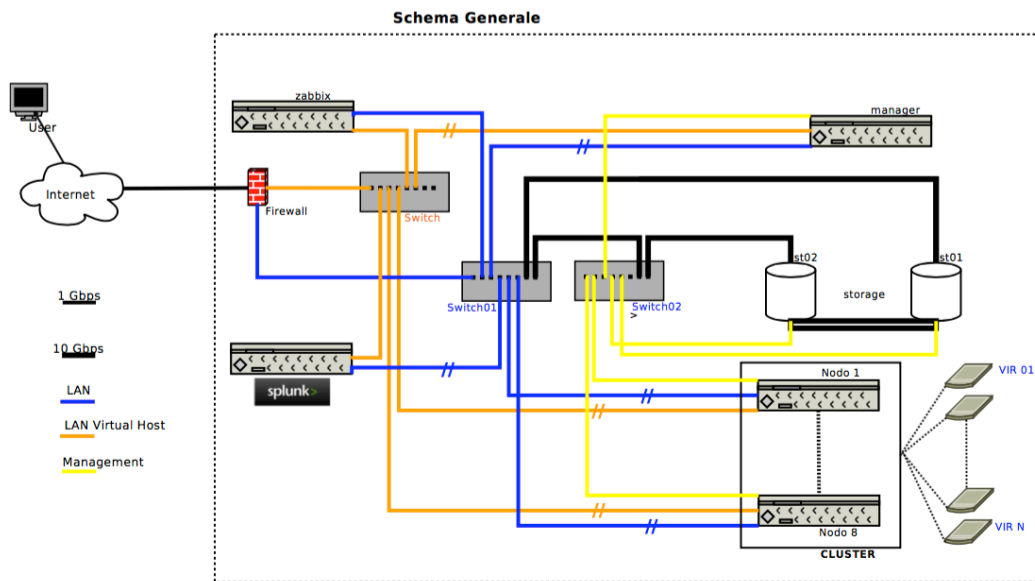 Schema Generale
zabbix
manager
User
Internet
Firewall
Switch
st02
st01
storage
Switch01
Switch02
>
1 Gbps
10 Gbps
splunk>
LAN
LAN Virtual Host
Management
Nodo 1
VIR 01
Nodo 8
VIR N
CLUSTER